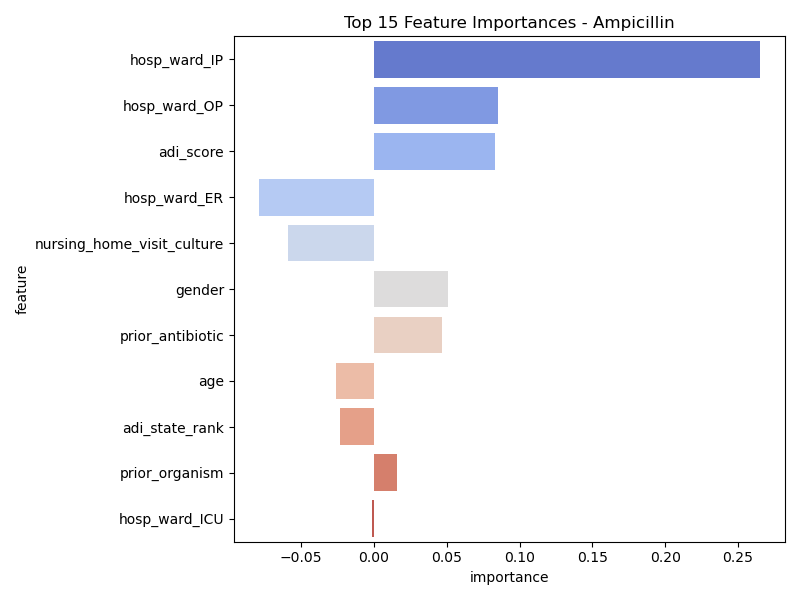 Top 15 Feature Importances - Ampicillin
feature
hosp_ward_IP
hosp_ward_OP
adi_score
hosp_ward_ER
nursing_home_visit_culture
gender
prior_antibiotic
age
adi_state_rank
prior_organism
hosp_ward_ICU
−0.05 0.00 0.05 0.10 0.15 0.20 0.25
importance